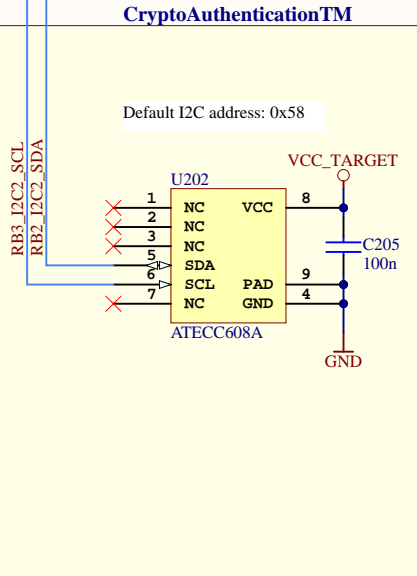 CryptoAuthenticationTM
Default I2C address: 0x58
RB3_I2C2_SCL
RB2_I2C2_SDA
VCC_TARGET
U202
1 NC VCC 8
2 NC
3 NC
5 SDA
6 SCL PAD 9
7 NC GND 4
C205
100n
ATECC608A
GND